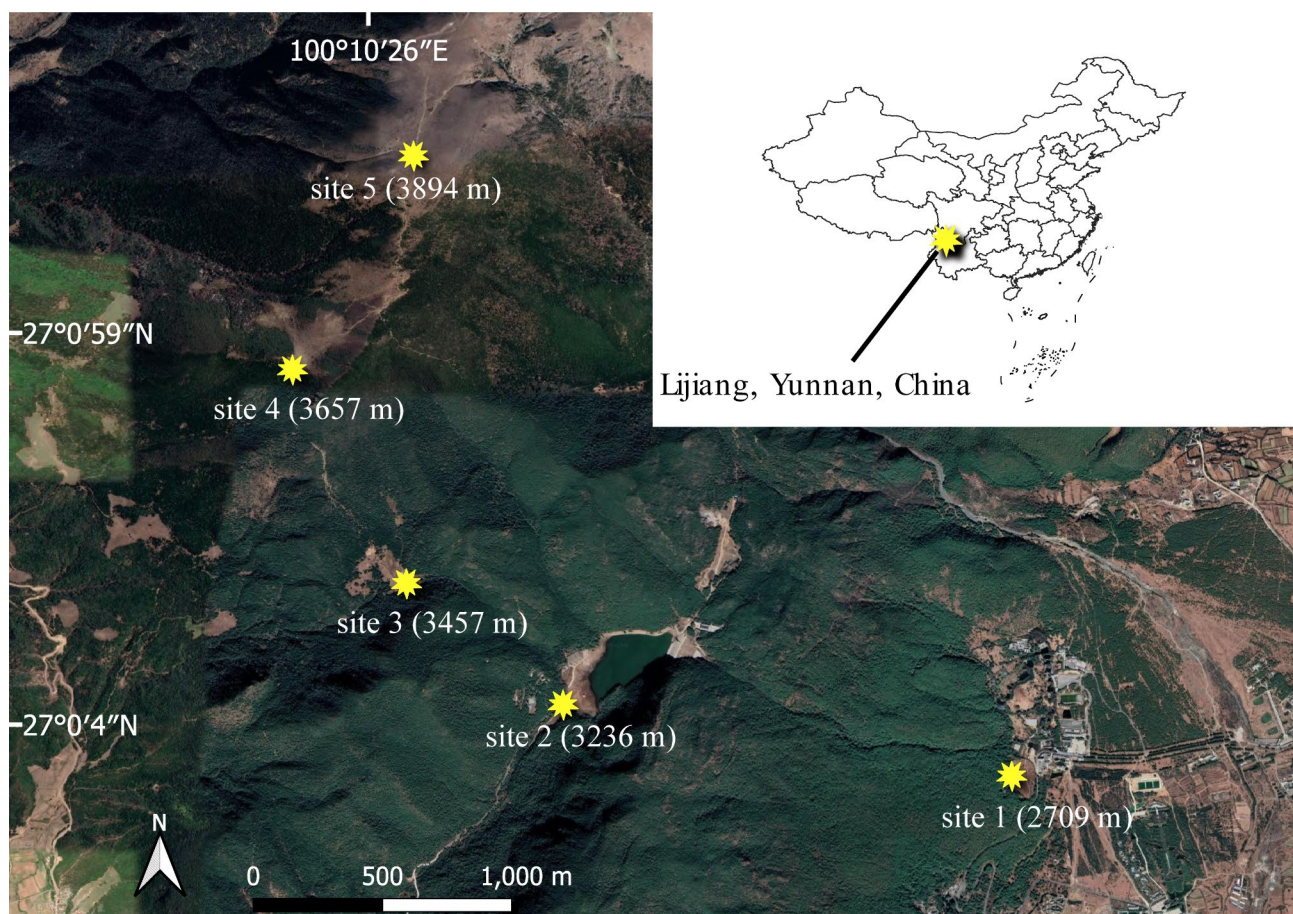 100°10′26″E
site 5 (3894 m)
27°0′59″N
Lijiang, Yunnan, China
site 4 (3657 m)
site 3 (3457 m)
27°0′4″N
site 2 (3236 m)
site 1 (2709 m)
N
0 500 1,000 m